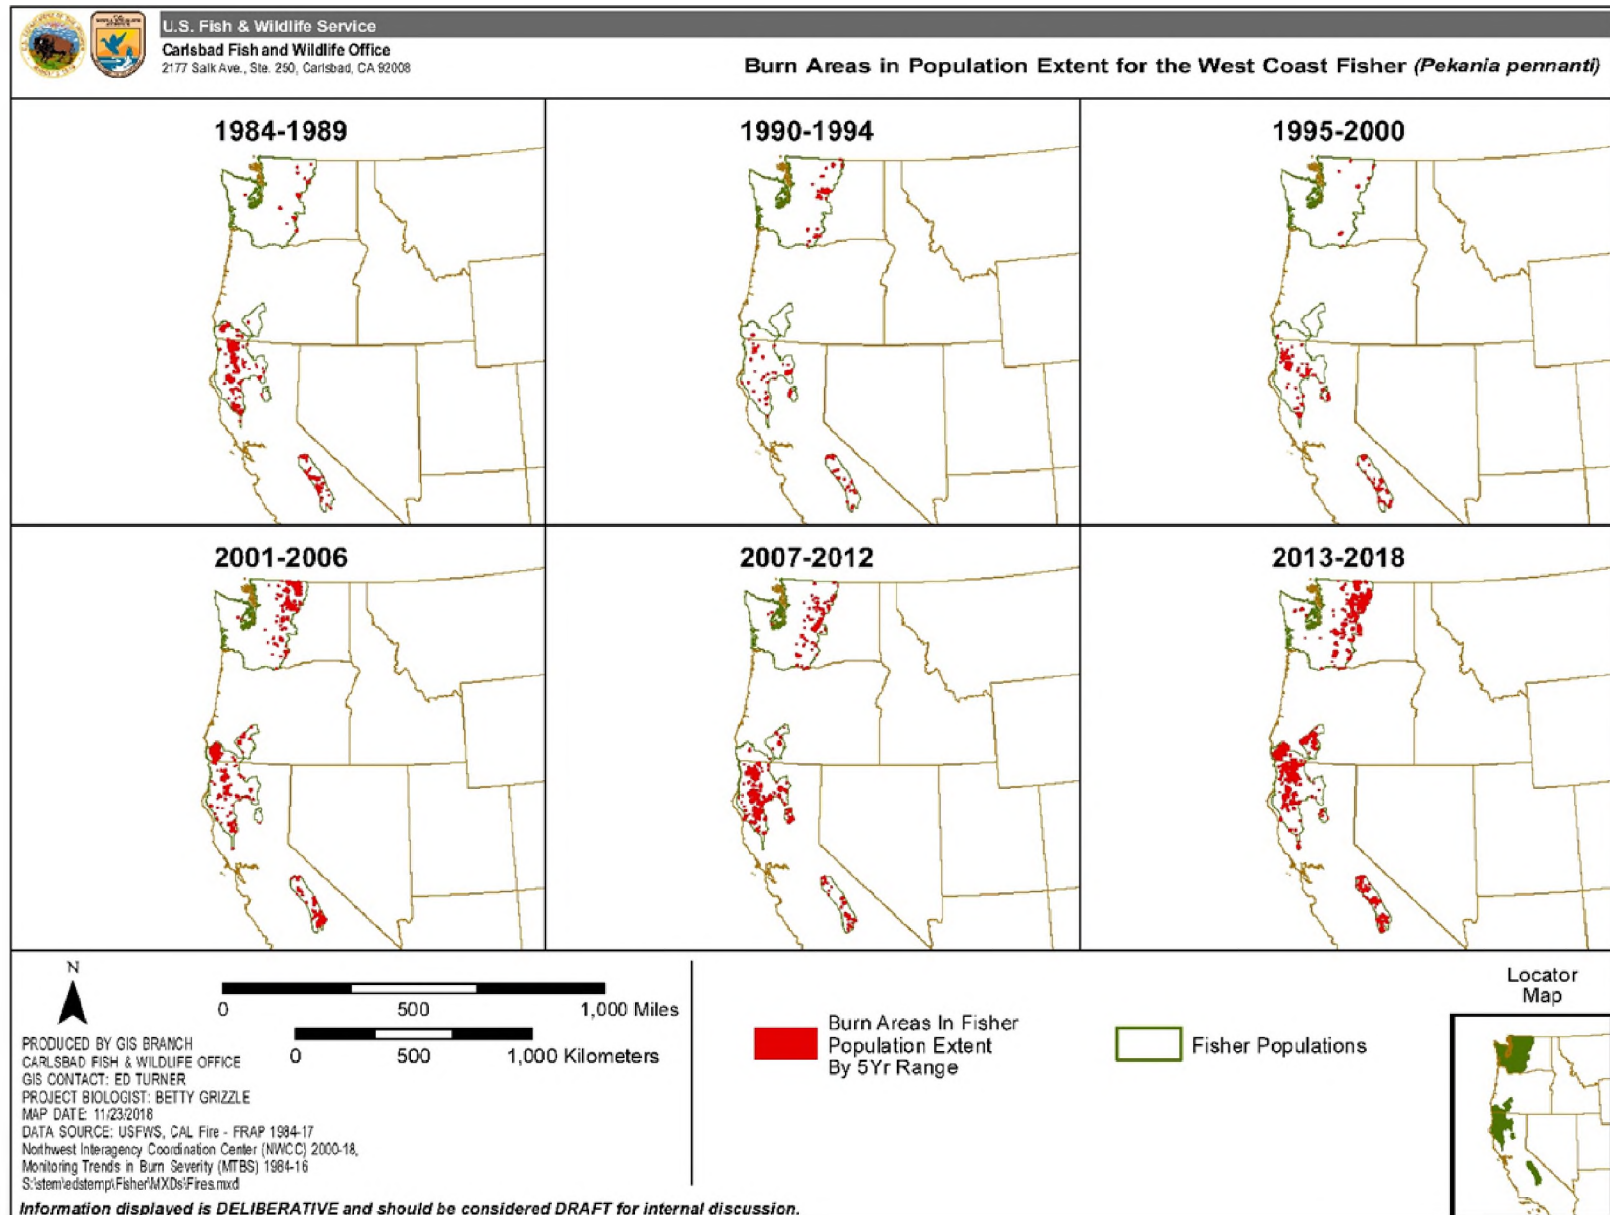 U.S. Fish & Wildlife Service
Carlsbad Fish and Wildlife Office
2177 Salk Ave., Ste. 250, Carlsbad, CA 92008
Burn Areas in Population Extent for the West Coast Fisher (Pekania pennanti)
1984-1989
1990-1994
1995-2000
2001-2006
2007-2012
2013-2018
N
0 500 1,000 Miles
0 500 1,000 Kilometers
PRODUCED BY GIS BRANCH
CARLSBAD FISH & WILDLIFE OFFICE
GIS CONTACT: ED TURNER
PROJECT BIOLOGIST: BETTY GRIZZLE
MAP DATE: 11/23/2018
DATA SOURCE: USFWS, CAL Fire - FRAP 1984-17
Northwest Interagency Coordination Center (NWCC) 2000-18,
Monitoring Trends in Burn Severity (MTBS) 1984-16
S:\stem\edstemp\Fisher\MXDs\Fires.mxd
Burn Areas In Fisher
Population Extent
By 5Yr Range
Fisher Populations
Locator
Map
Information displayed is DELIBERATIVE and should be considered DRAFT for internal discussion.